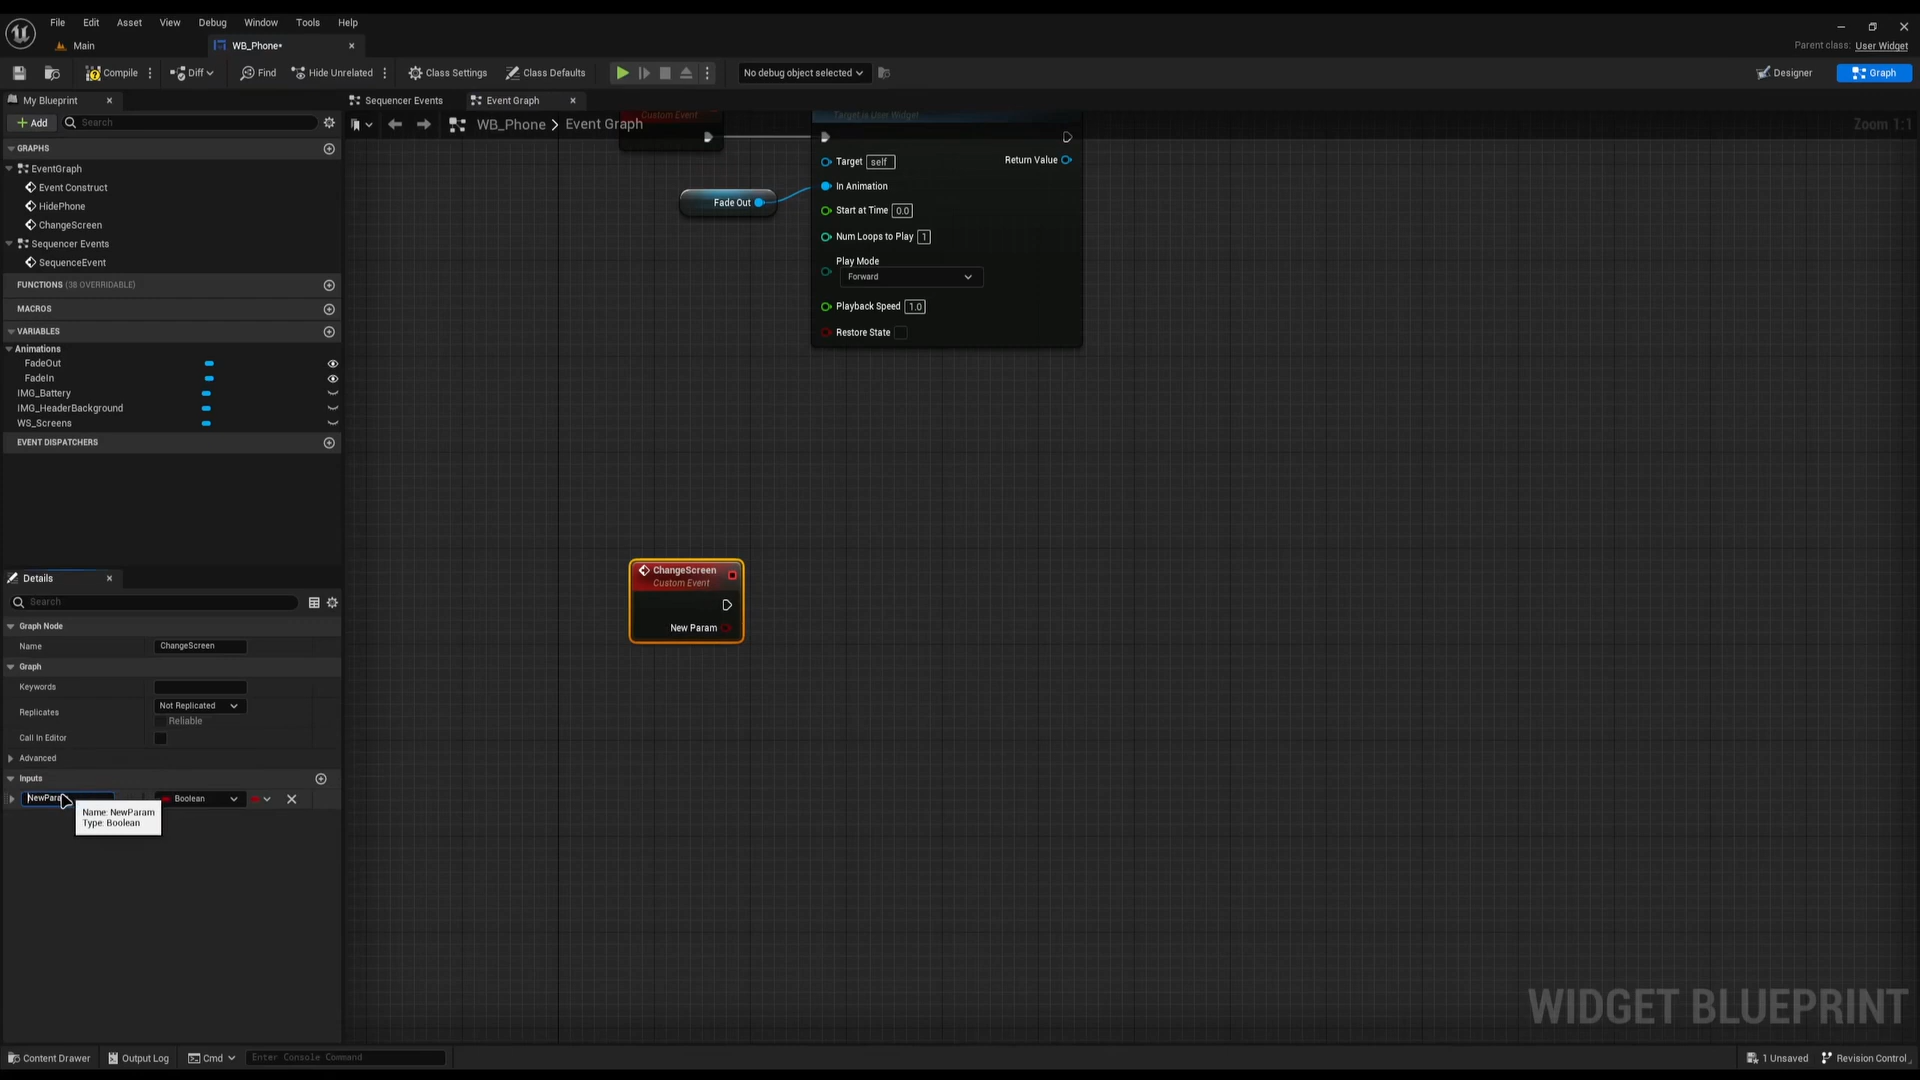 File Edit Asset View Debug Window Tools Help
Main
WB_Phone*
Parent class: User Widget
Compile Diff Find Hide Unrelated Class Settings Class Defaults No debug object selected Designer Graph
My Blueprint
Sequencer Events Event Graph
Add Search
WB_Phone Event Graph
Zoom 1:1
GRAPHS
EventGraph
Event Construct
HidePhone
ChangeScreen
Sequencer Events
SequenceEvent
FUNCTIONS (38 OVERRIDABLE)
MACROS
VARIABLES
Animations
FadeOut
FadeIn
IMG_Battery
IMG_HeaderBackground
WS_Screens
EVENT DISPATCHERS
Custom Event
Target is User Widget
Target self
Return Value
In Animation
Fade Out
Start at Time 0.0
Num Loops to Play 1
Play Mode
Forward
Playback Speed 1.0
Restore State
ChangeScreen
Custom Event
New Param
Details
Search
Graph Node
Name ChangeScreen
Graph
Keywords
Replicates Not Replicated
Reliable
Call In Editor
Advanced
Inputs
NewPara Boolean
Name: NewParam
Type: Boolean
WIDGET BLUEPRINT
Content Drawer Output Log Cmd Enter Console Command 1 Unsaved Revision Control